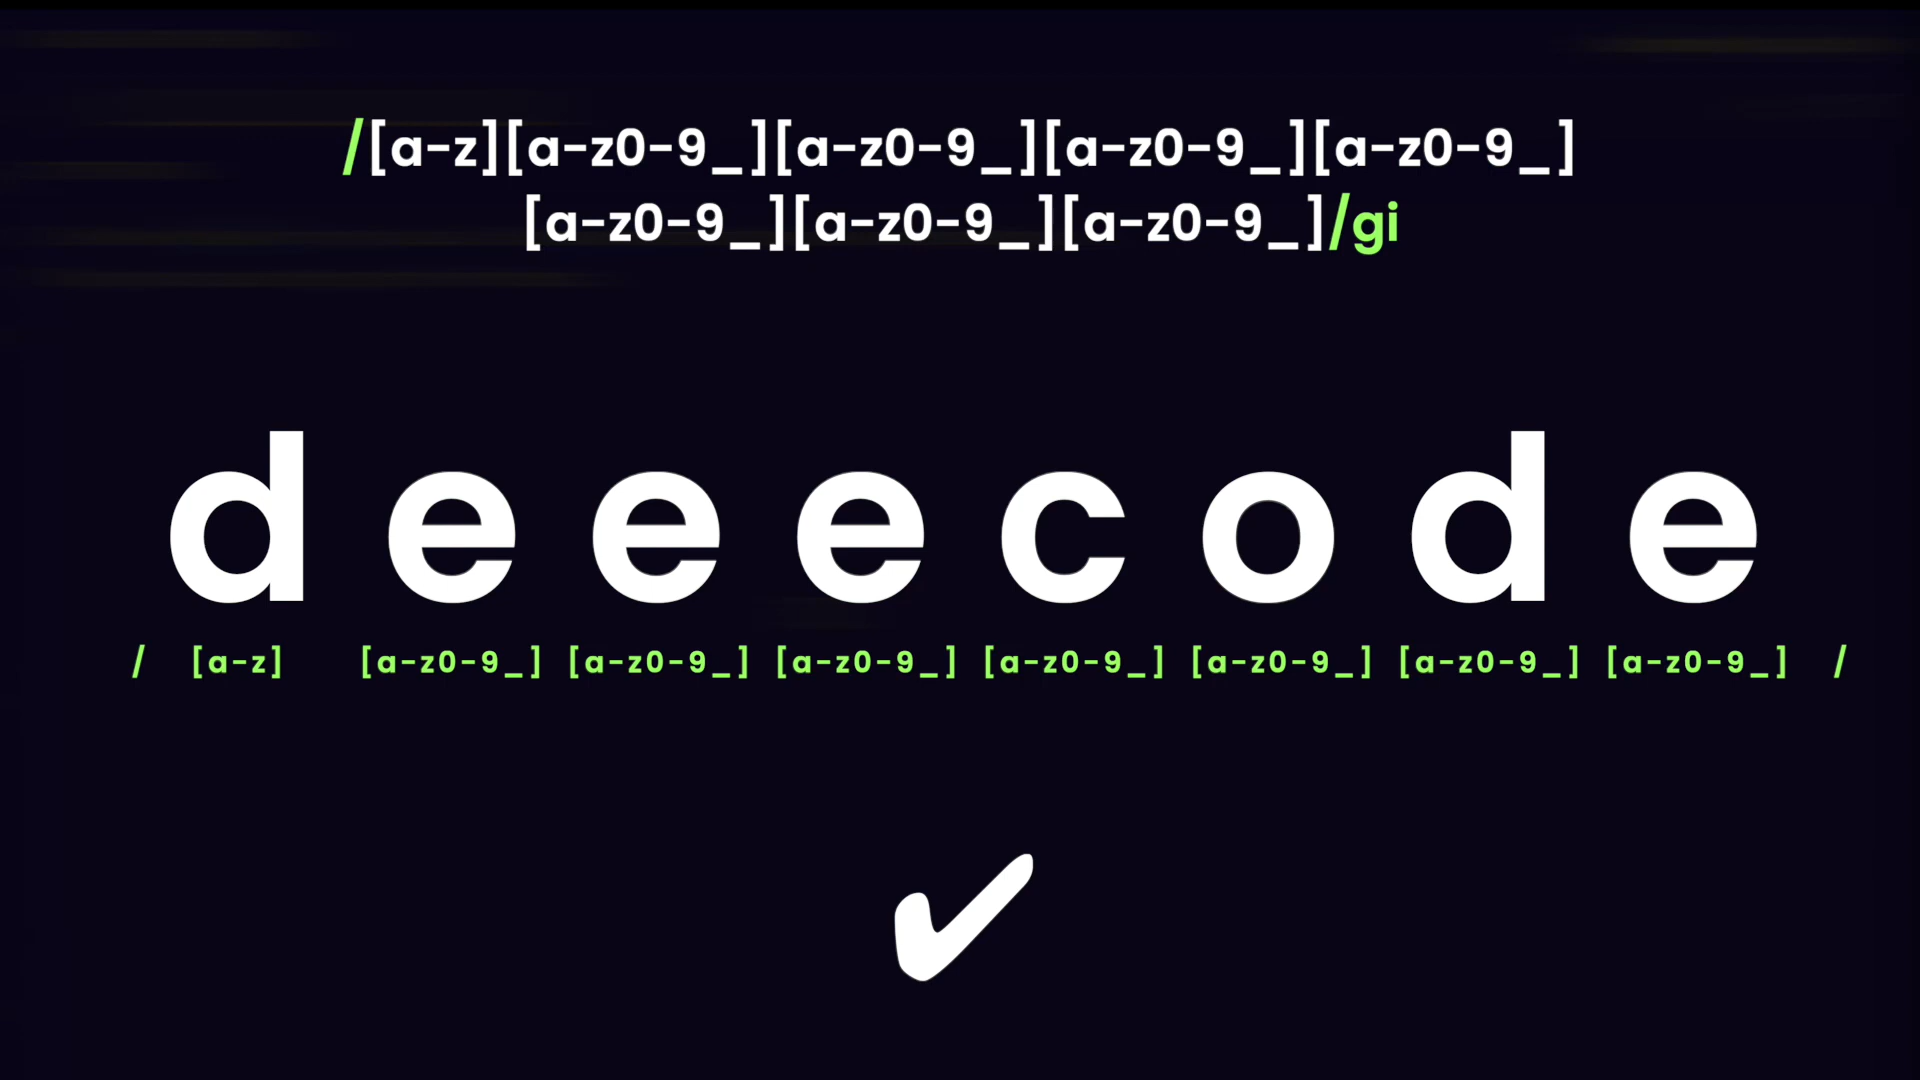 /[a-z][a-z0-9_][a-z0-9_][a-z0-9_][a-z0-9_]
[a-z0-9_][a-z0-9_][a-z0-9_]/gi
d e e e c o d e
/ [a-z] [a-z0-9_] [a-z0-9_] [a-z0-9_] [a-z0-9_] [a-z0-9_] [a-z0-9_] [a-z0-9_] /
✔